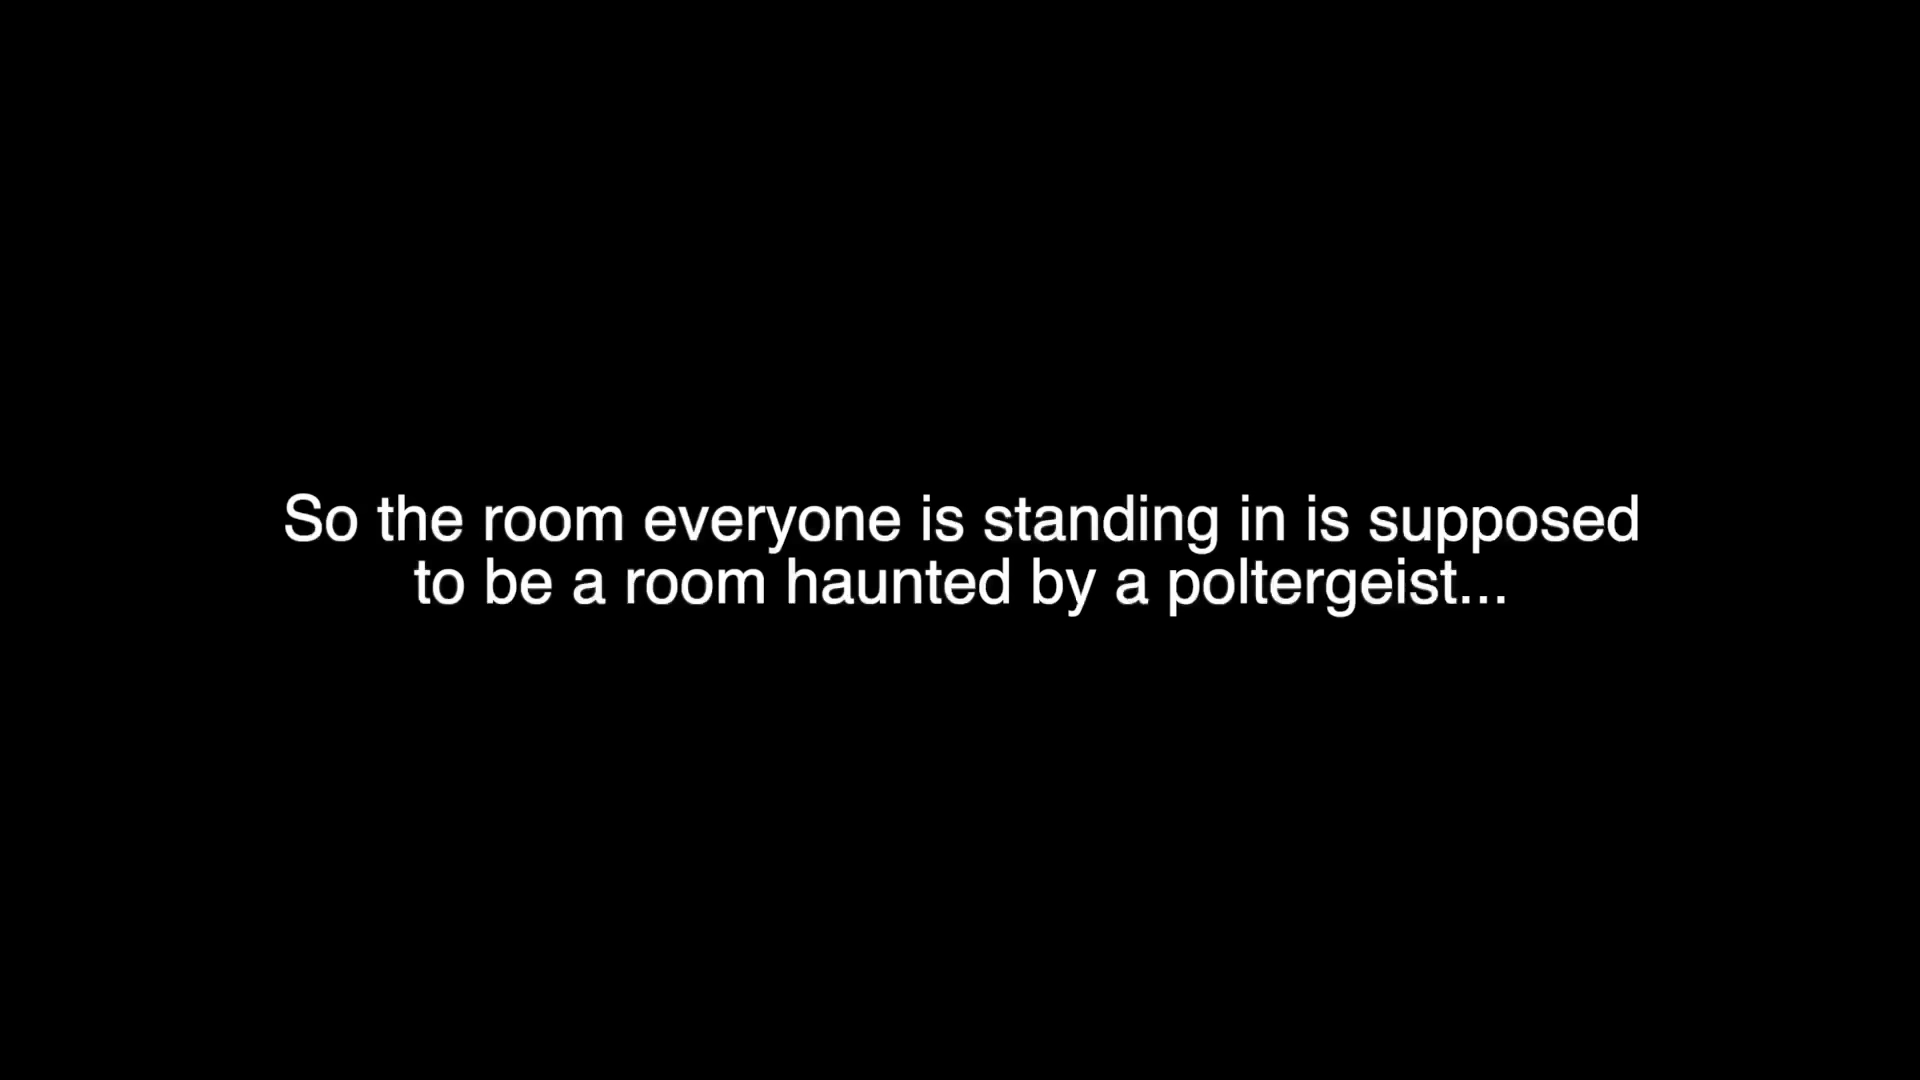 So the room everyone is standing in is supposed
to be a room haunted by a poltergeist...